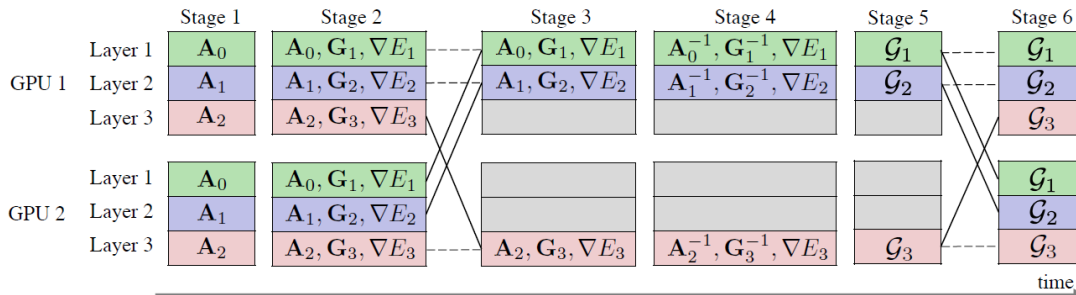 Stage 1 Stage 2 Stage 3 Stage 4 Stage 5 Stage 6
GPU 1
Layer 1 A₀ A₀, G₁, ∇E₁ A₀, G₁, ∇E₁ A₀⁻¹, G₁⁻¹, ∇E₁ 𝒢₁ 𝒢₁
Layer 2 A₁ A₁, G₂, ∇E₂ A₁, G₂, ∇E₂ A₁⁻¹, G₂⁻¹, ∇E₂ 𝒢₂ 𝒢₂
Layer 3 A₂ A₂, G₃, ∇E₃ 𝒢₃
GPU 2
Layer 1 A₀ A₀, G₁, ∇E₁ 𝒢₁
Layer 2 A₁ A₁, G₂, ∇E₂ 𝒢₂
Layer 3 A₂ A₂, G₃, ∇E₃ A₂, G₃, ∇E₃ A₂⁻¹, G₃⁻¹, ∇E₃ 𝒢₃ 𝒢₃
time